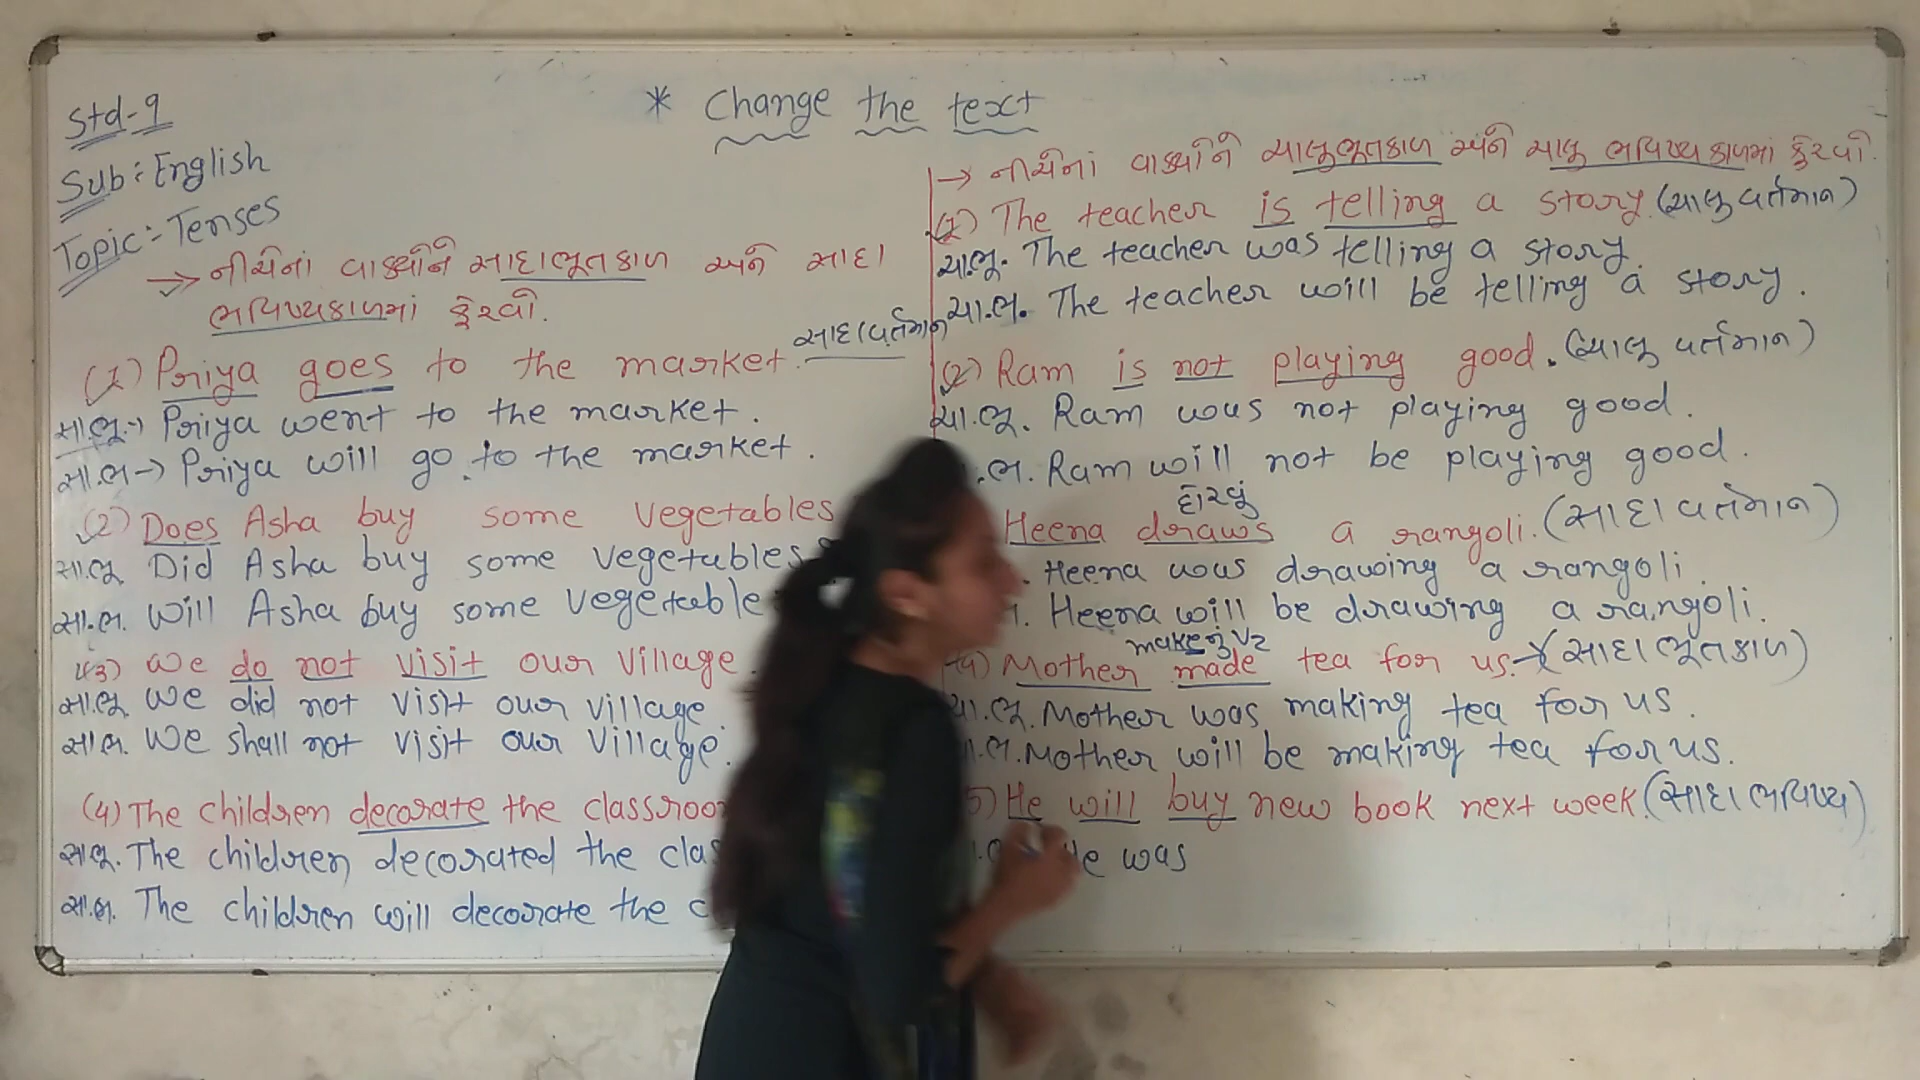 * Change the text
Std-9
Sub: English
Topic:- Tenses
→ નીચેનાં વાક્યોને સાદાભૂતકાળ અને સાદા
ભવિષ્યકાળમાં ફેરવો.
સાદાવર્તમાન
(1) Priya goes to the market.
સા.ભૂ.→ Priya went to the market.
સા.ભ→ Priya will go to the market.
(2) Does Asha buy some vegetables
સા.ભૂ. Did Asha buy some vegetables?
સા.ભ. Will Asha buy some vegetable
(3) We do not visit our village.
સા.ભૂ. We did not visit our village.
સા.ભ. We shall not visit our village.
(4) The children decorate the classroo
સા.ભૂ. The children decorated the clas
સા.ભ. The children will decorate the c
→ નીચેનાં વાક્યોને ચાલુભૂતકાળ અને ચાલુ ભવિષ્યકાળમાં ફેરવો.
(1) The teacher is telling a story. (ચાલુ વર્તમાન)
ચા.ભૂ. The teacher was telling a story.
ચા.ભ. The teacher will be telling a story.
(2) Ram is not playing good. (ચાલુ વર્તમાન)
ચા.ભૂ. Ram was not playing good.
.ભ. Ram will not be playing good.
દોરવું
Heena draws a rangoli. (સાદા વર્તમાન)
. Heena was drawing a rangoli.
. Heena will be drawing a rangoli.
makeનું V2
(4) Mother made tea for us. (સાદા ભૂતકાળ)
ચા.ભૂ. Mother was making tea for us.
.ભ. Mother will be making tea for us.
5) He will buy new book next week. (સાદા ભવિષ્ય)
He was